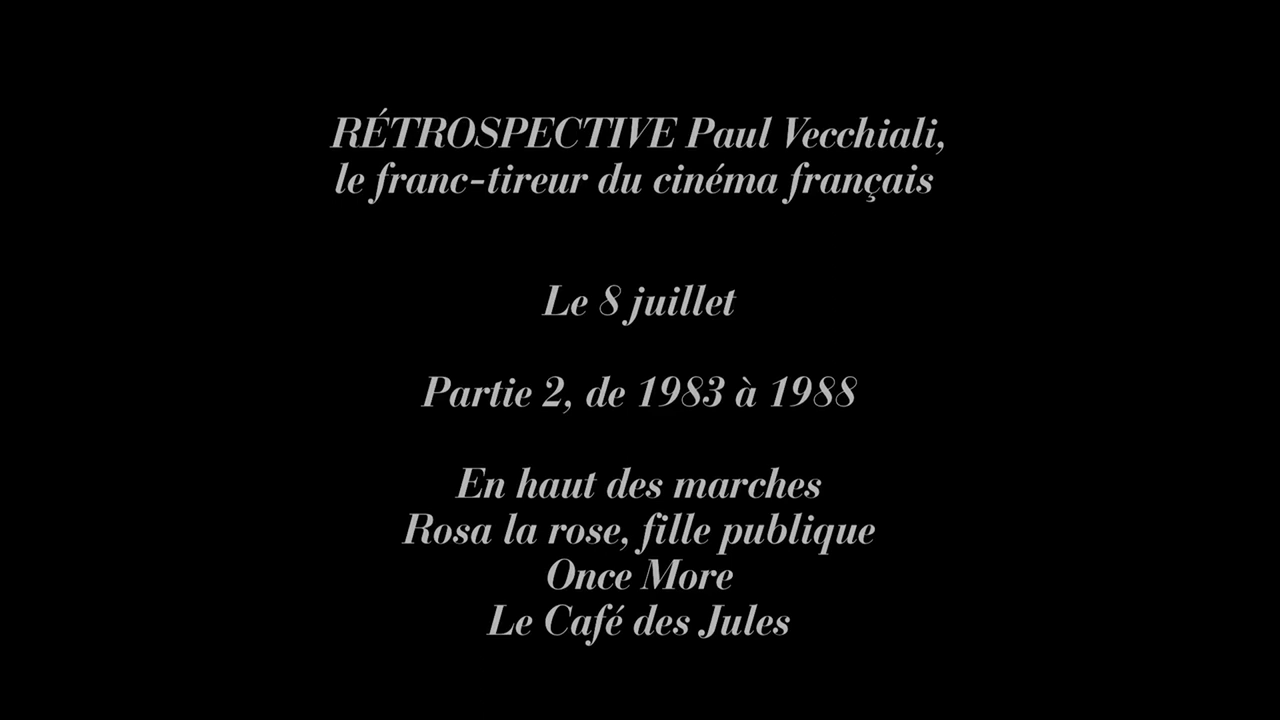 RÉTROSPECTIVE Paul Vecchiali,
le franc-tireur du cinéma français
Le 8 juillet
Partie 2, de 1983 à 1988
En haut des marches
Rosa la rose, fille publique
Once More
Le Café des Jules